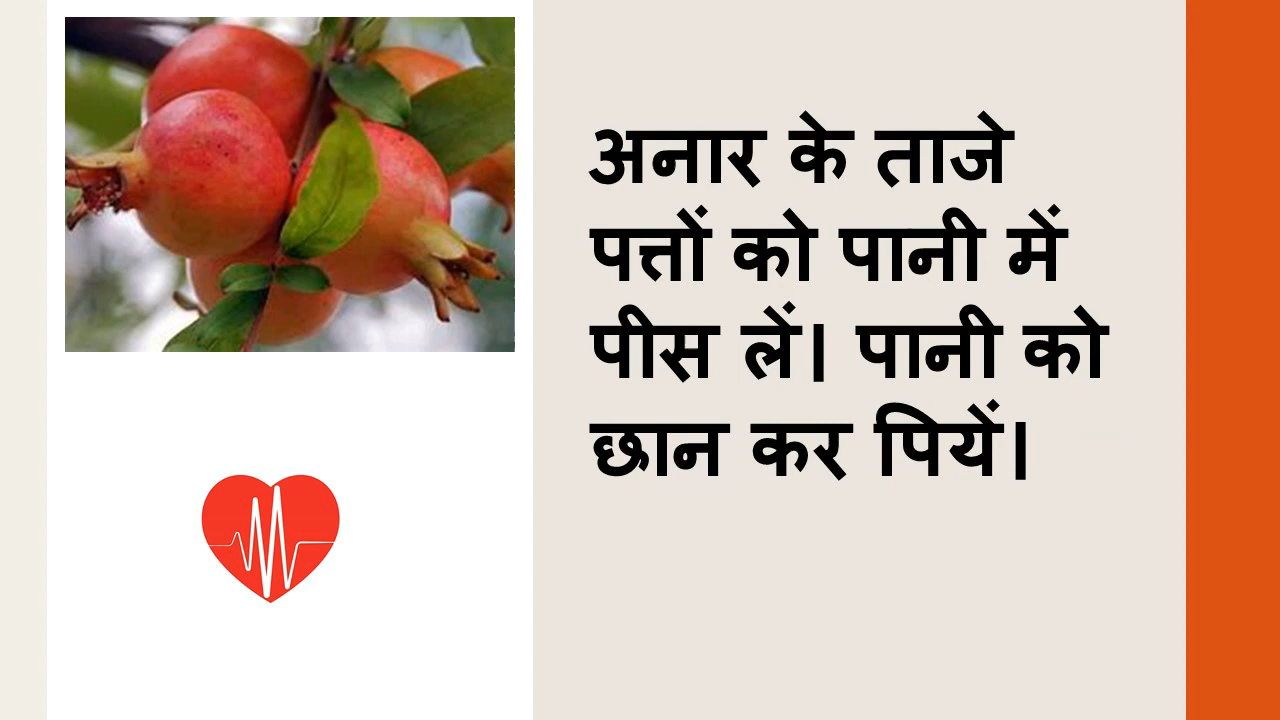 अनार के ताजे
पत्तों को पानी में
पीस लें। पानी को
छान कर पियें।